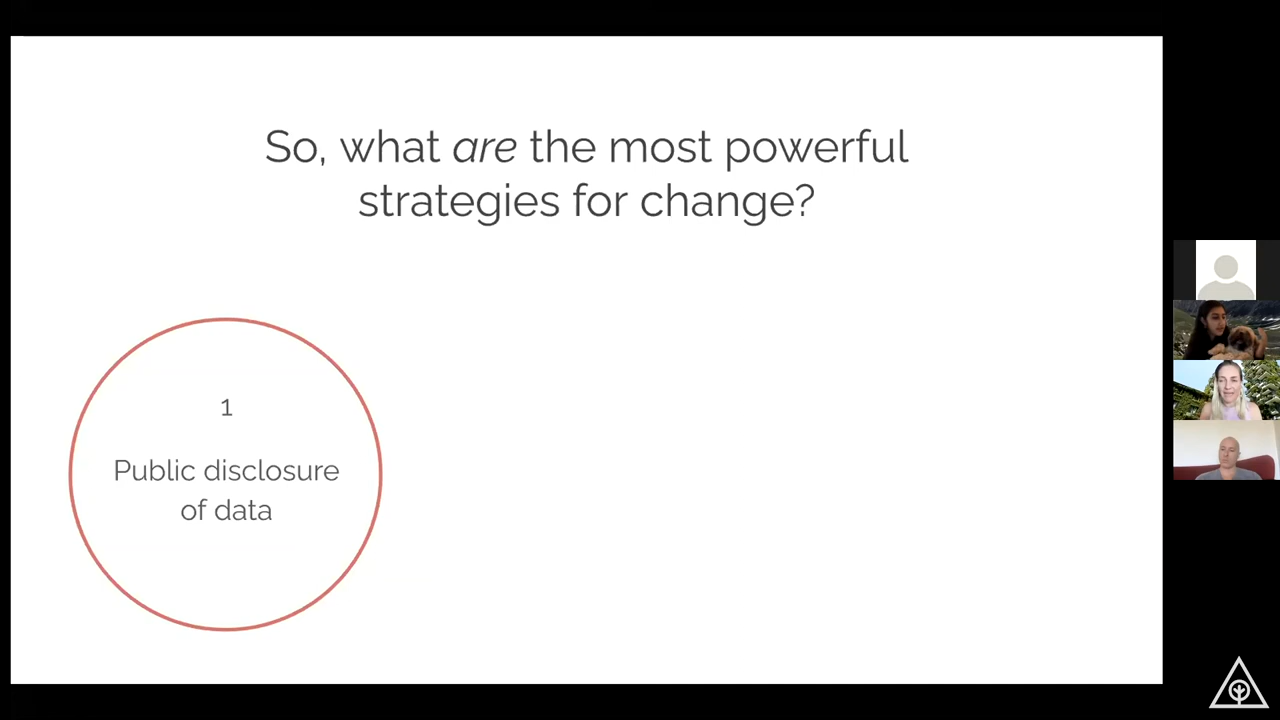 So, what are the most powerful
strategies for change?
1
Public disclosure
of data